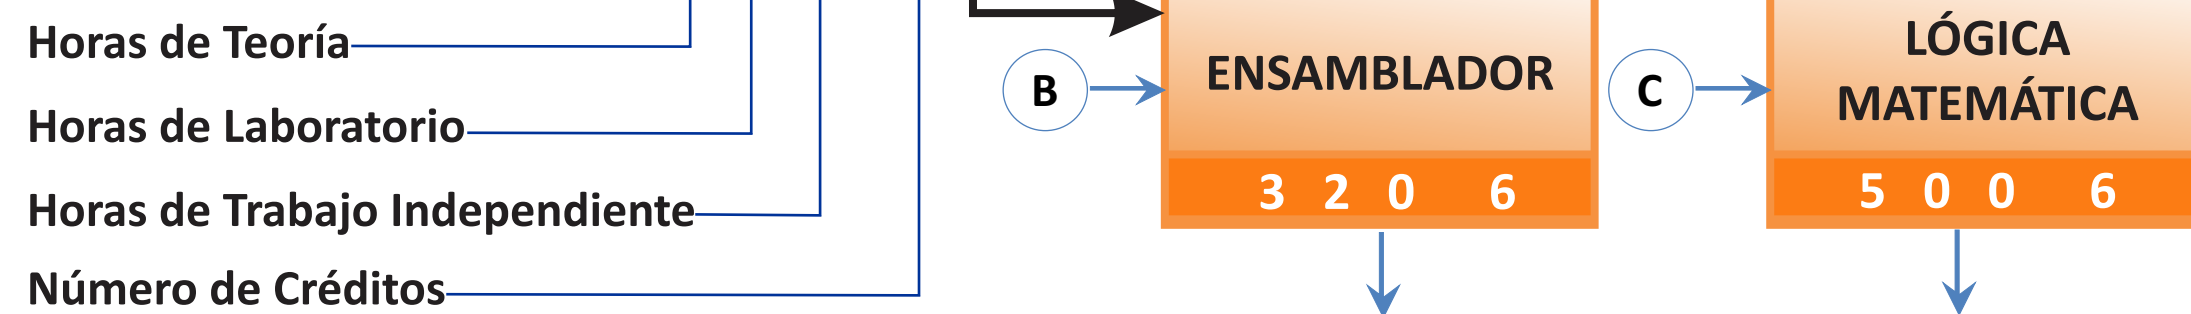 Horas de Teoría
Horas de Laboratorio
Horas de Trabajo Independiente
Número de Créditos
B
ENSAMBLADOR
3 2 0 6
C
LÓGICA
MATEMÁTICA
5 0 0 6